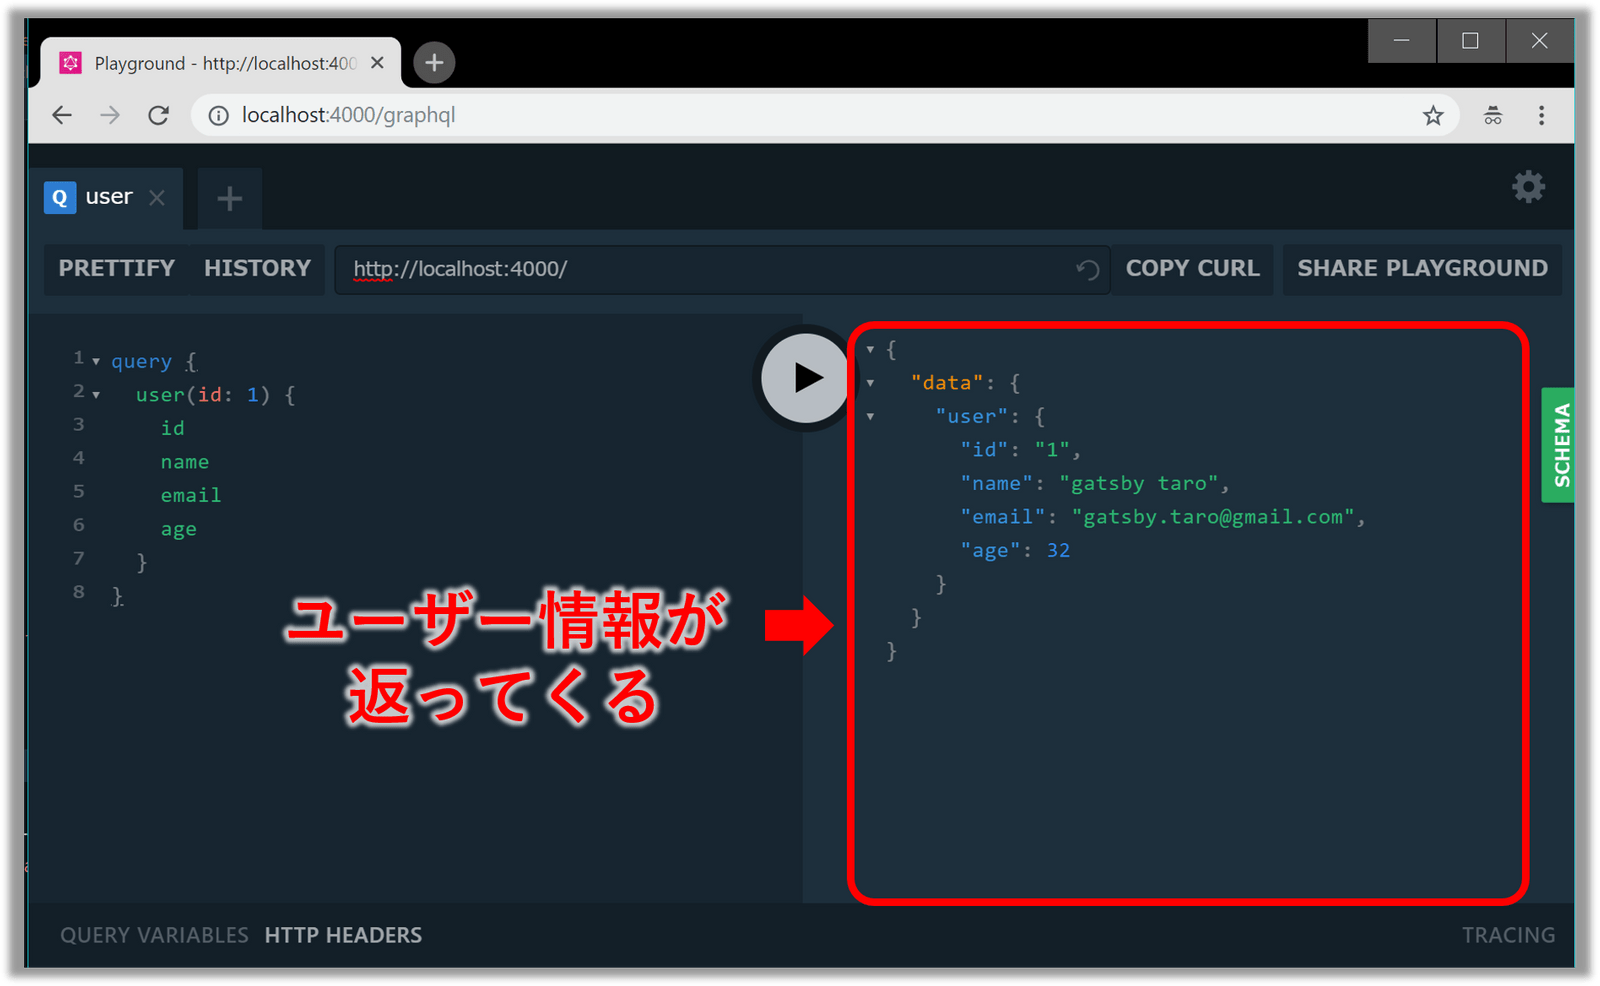 Playground - http://localhost:400
localhost:4000/graphql
Q user
PRETTIFY HISTORY http://localhost:4000/ COPY CURL SHARE PLAYGROUND
1 query {
2 user(id: 1) {
3 id
4 name
5 email
6 age
7 }
8 }
{
"data": {
"user": {
"id": "1",
"name": "gatsby taro",
"email": "gatsby.taro@gmail.com",
"age": 32
}
}
}
SCHEMA
ユーザー情報が
返ってくる
QUERY VARIABLES HTTP HEADERS TRACING